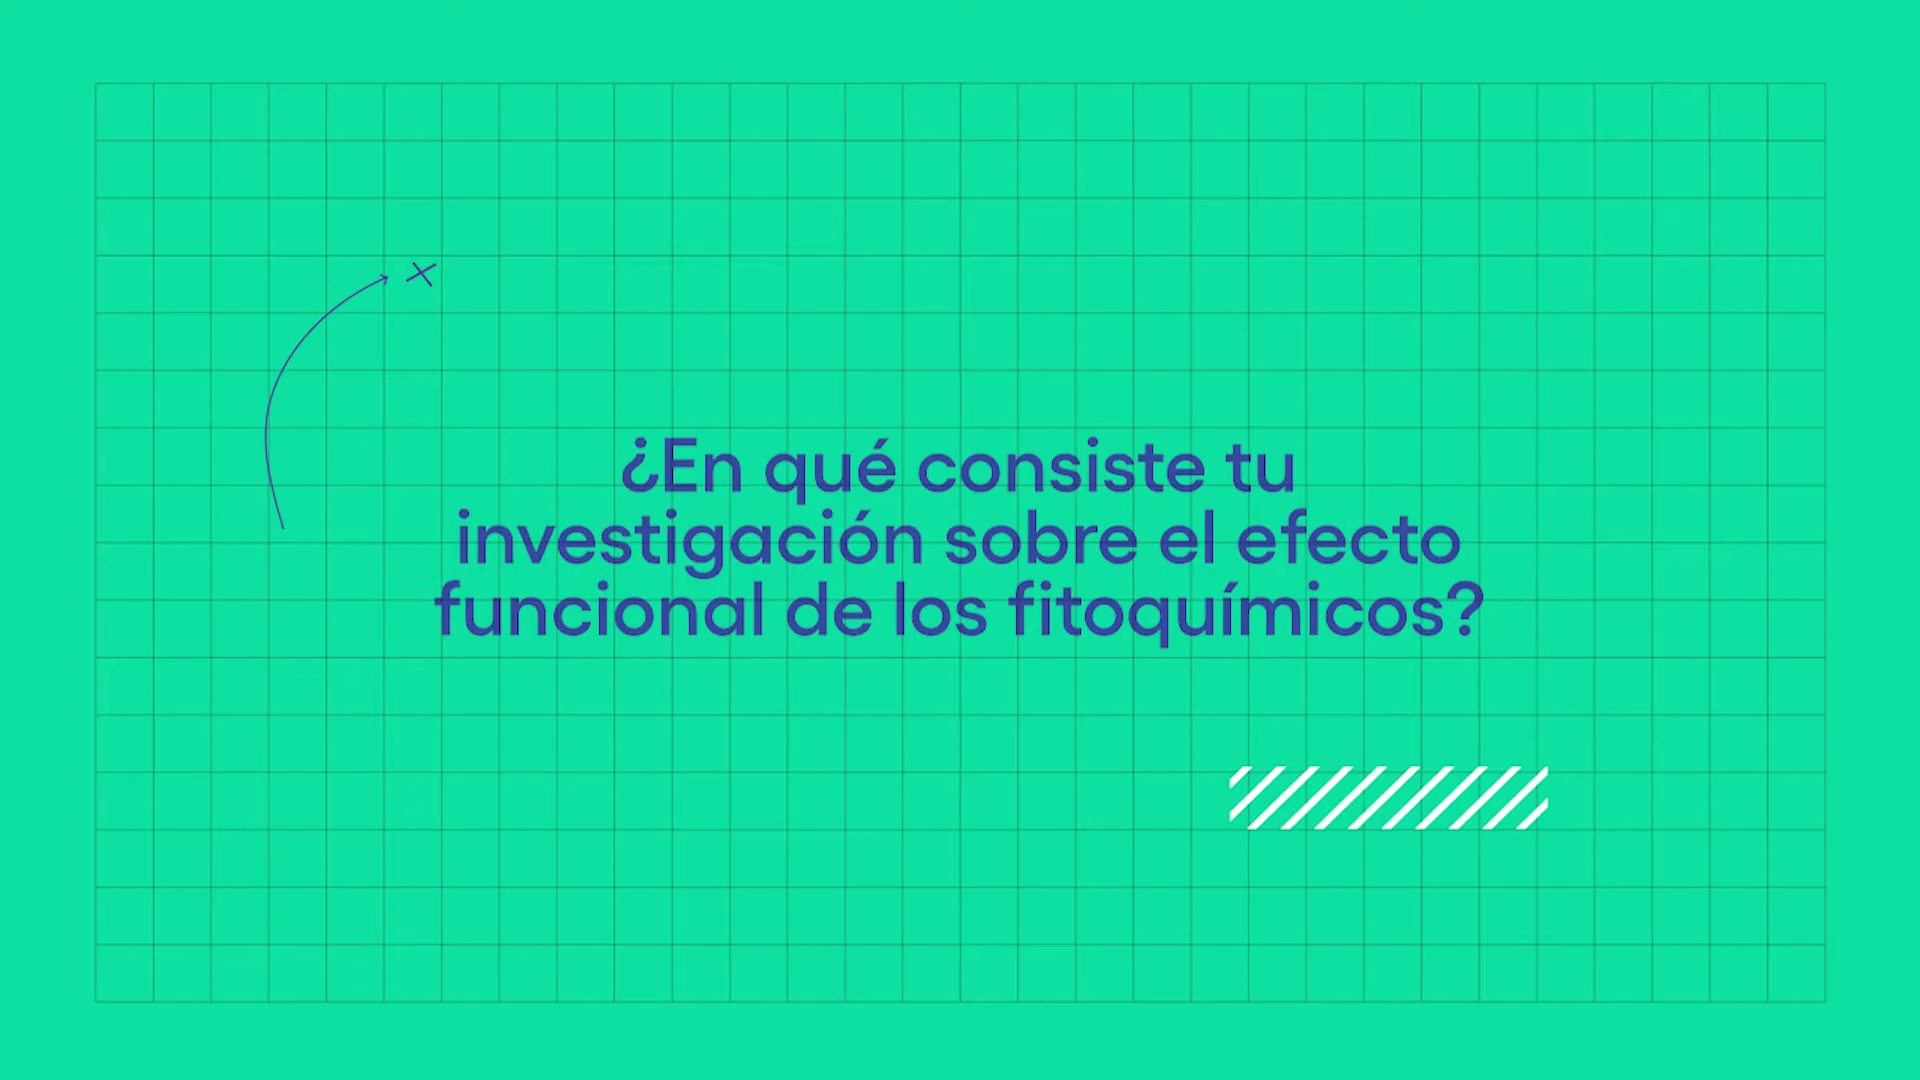 ¿En qué consiste tu
investigación sobre el efecto
funcional de los fitoquímicos?